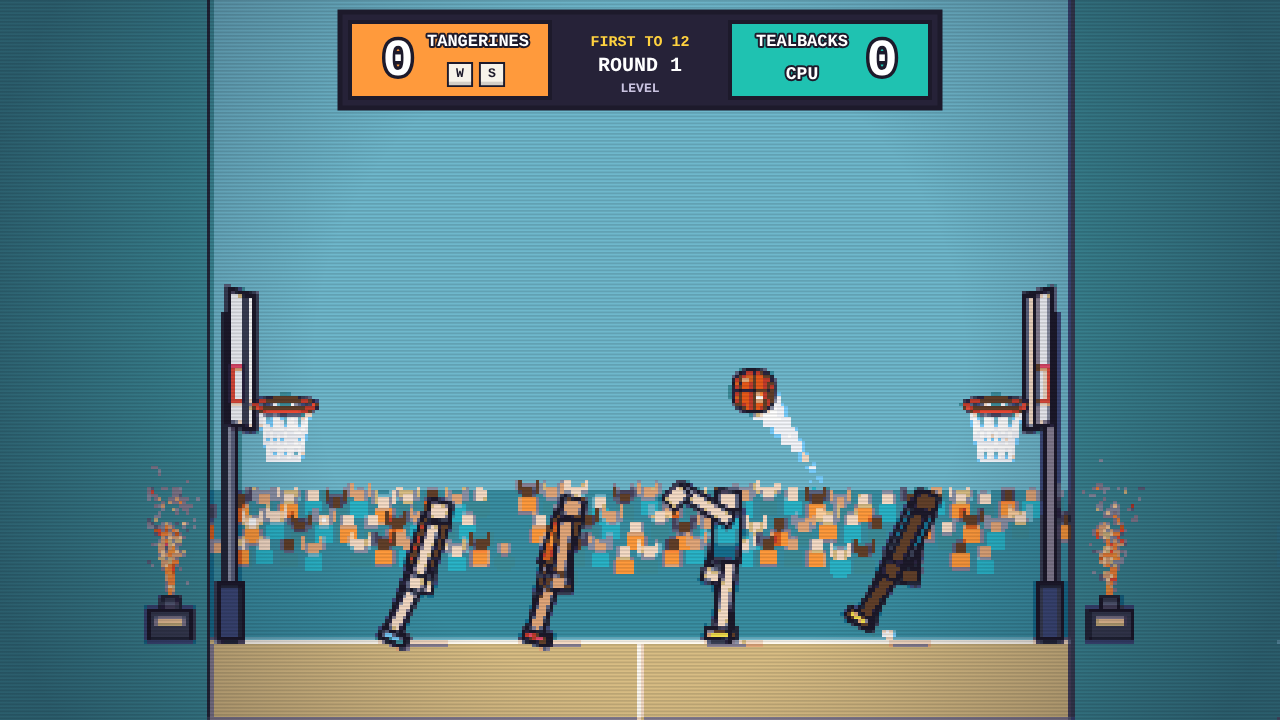 0 TANGERINES
W S
FIRST TO 12
ROUND 1
LEVEL
TEALBACKS 0
CPU